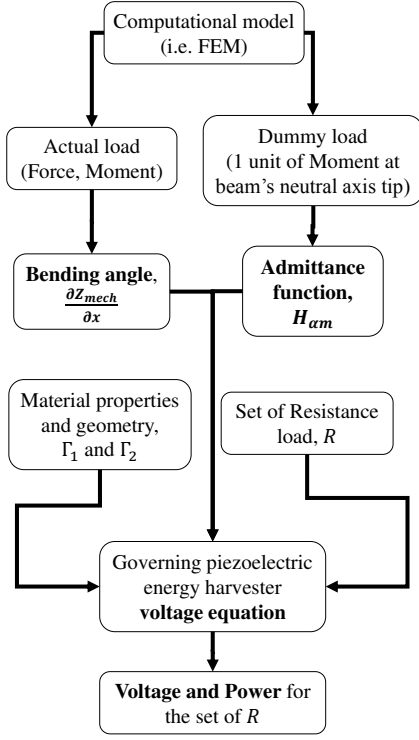 Computational model
(i.e. FEM)
Actual load
(Force, Moment)
Dummy load
(1 unit of Moment at
beam's neutral axis tip)
Bending angle,
∂Z_mech
∂x
Admittance
function,
H_αm
Material properties
and geometry,
Γ₁ and Γ₂
Set of Resistance
load, R
Governing piezoelectric
energy harvester
voltage equation
Voltage and Power for
the set of R